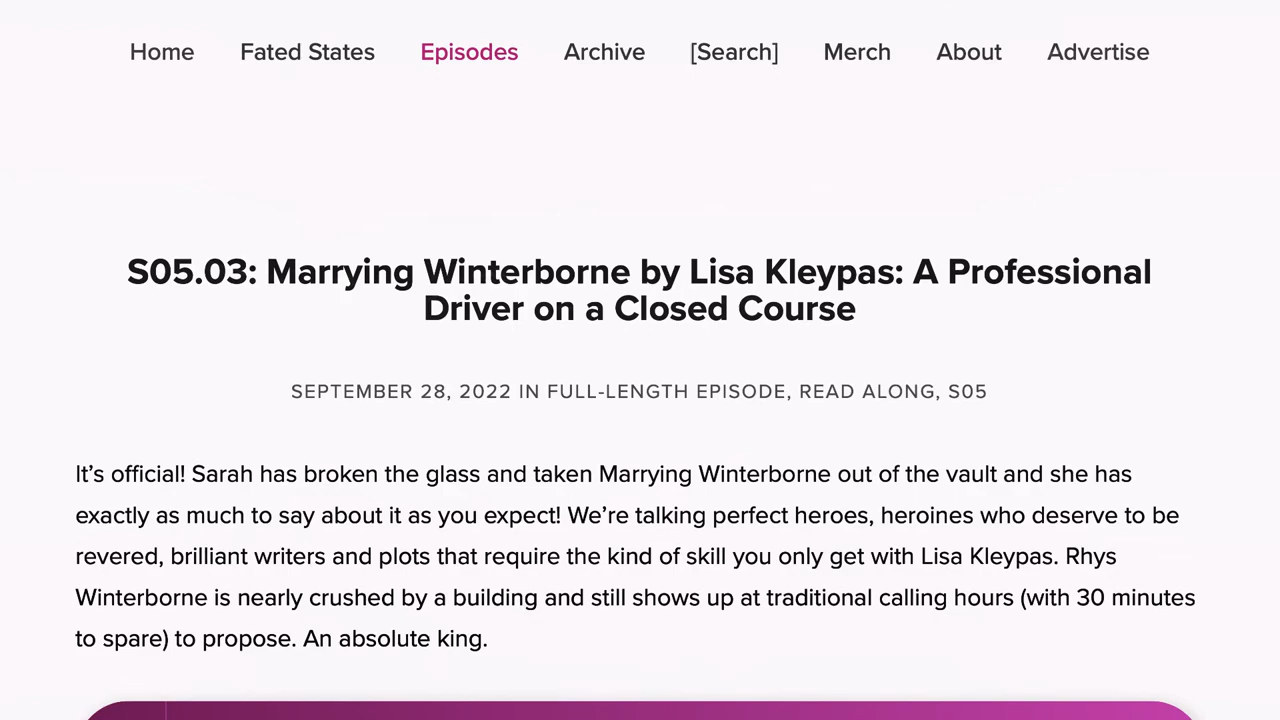 Home Fated States Episodes Archive [Search] Merch About Advertise
S05.03: Marrying Winterborne by Lisa Kleypas: A Professional
Driver on a Closed Course
SEPTEMBER 28, 2022 IN FULL-LENGTH EPISODE, READ ALONG, S05
It’s official! Sarah has broken the glass and taken Marrying Winterborne out of the vault and she has
exactly as much to say about it as you expect! We’re talking perfect heroes, heroines who deserve to be
revered, brilliant writers and plots that require the kind of skill you only get with Lisa Kleypas. Rhys
Winterborne is nearly crushed by a building and still shows up at traditional calling hours (with 30 minutes
to spare) to propose. An absolute king.